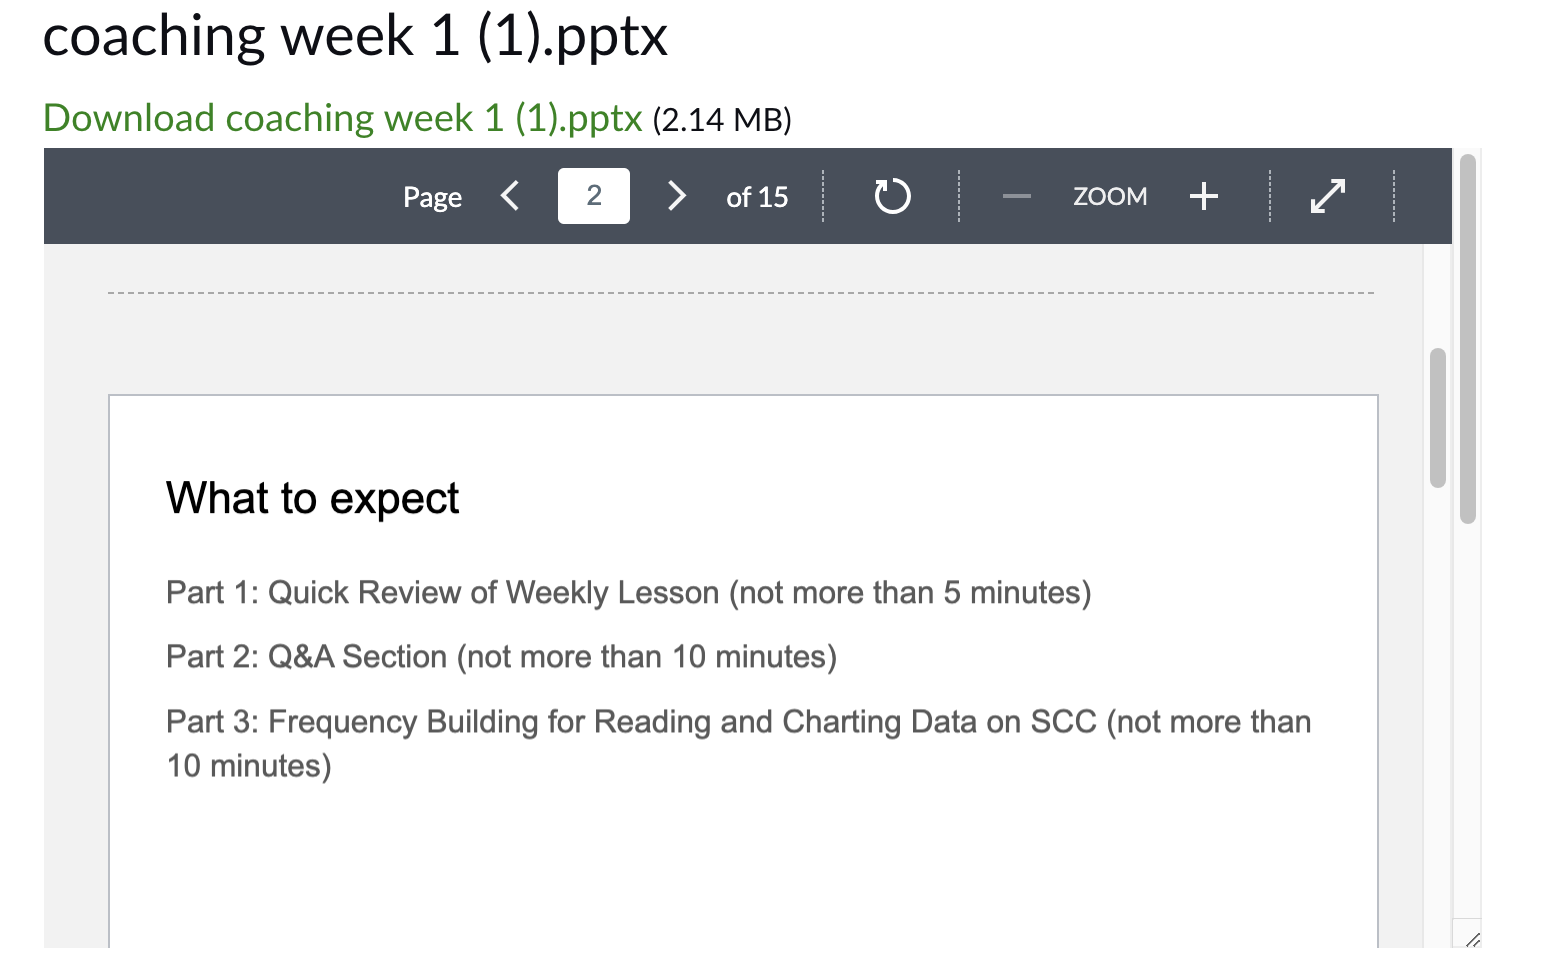 coaching week 1 (1).pptx
Download coaching week 1 (1).pptx (2.14 MB)
Page 2 of 15 ZOOM
What to expect
Part 1: Quick Review of Weekly Lesson (not more than 5 minutes)
Part 2: Q&A Section (not more than 10 minutes)
Part 3: Frequency Building for Reading and Charting Data on SCC (not more than
10 minutes)